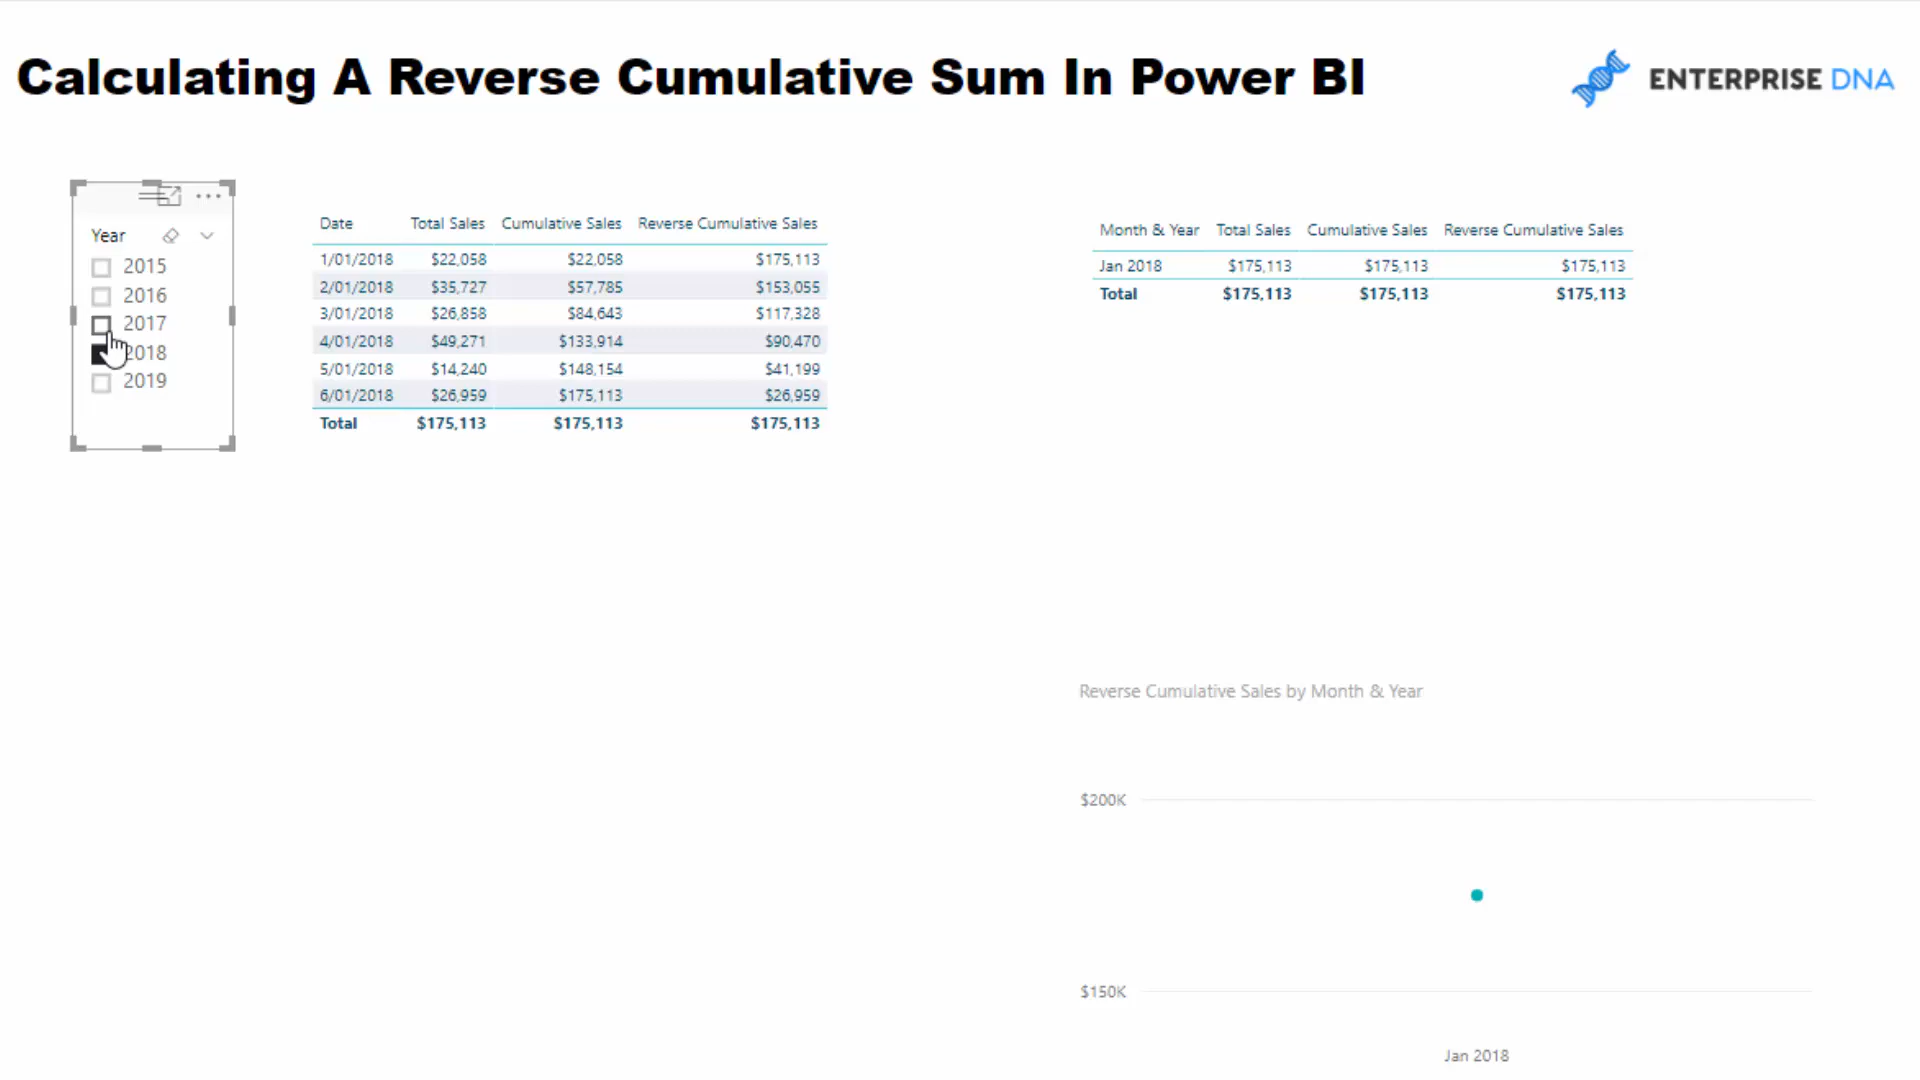 Calculating A Reverse Cumulative Sum In Power BI
ENTERPRISE DNA
Year
2015
2016
2017
2018
2019
Date Total Sales Cumulative Sales Reverse Cumulative Sales
1/01/2018 $22,058 $22,058 $175,113
2/01/2018 $35,727 $57,785 $153,055
3/01/2018 $26,858 $84,643 $117,328
4/01/2018 $49,271 $133,914 $90,470
5/01/2018 $14,240 $148,154 $41,199
6/01/2018 $26,959 $175,113 $26,959
Total $175,113 $175,113 $175,113
Month & Year Total Sales Cumulative Sales Reverse Cumulative Sales
Jan 2018 $175,113 $175,113 $175,113
Total $175,113 $175,113 $175,113
Reverse Cumulative Sales by Month & Year
$200K
$150K
Jan 2018